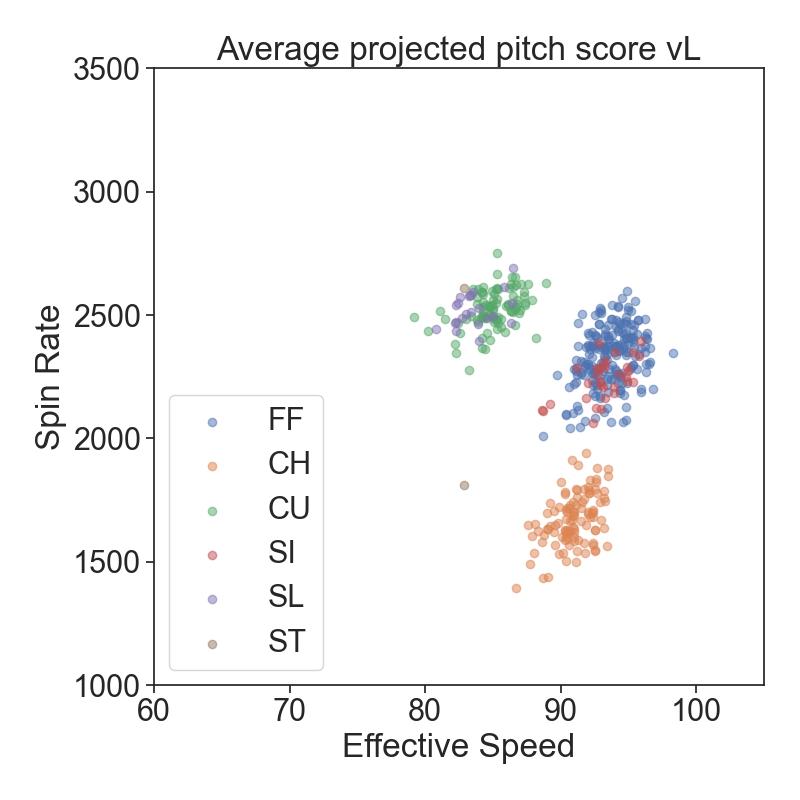 Average projected pitch score vL
3500
3000
2500
2000
1500
1000
Spin Rate
FF
CH
CU
SI
SL
ST
60 70 80 90 100
Effective Speed